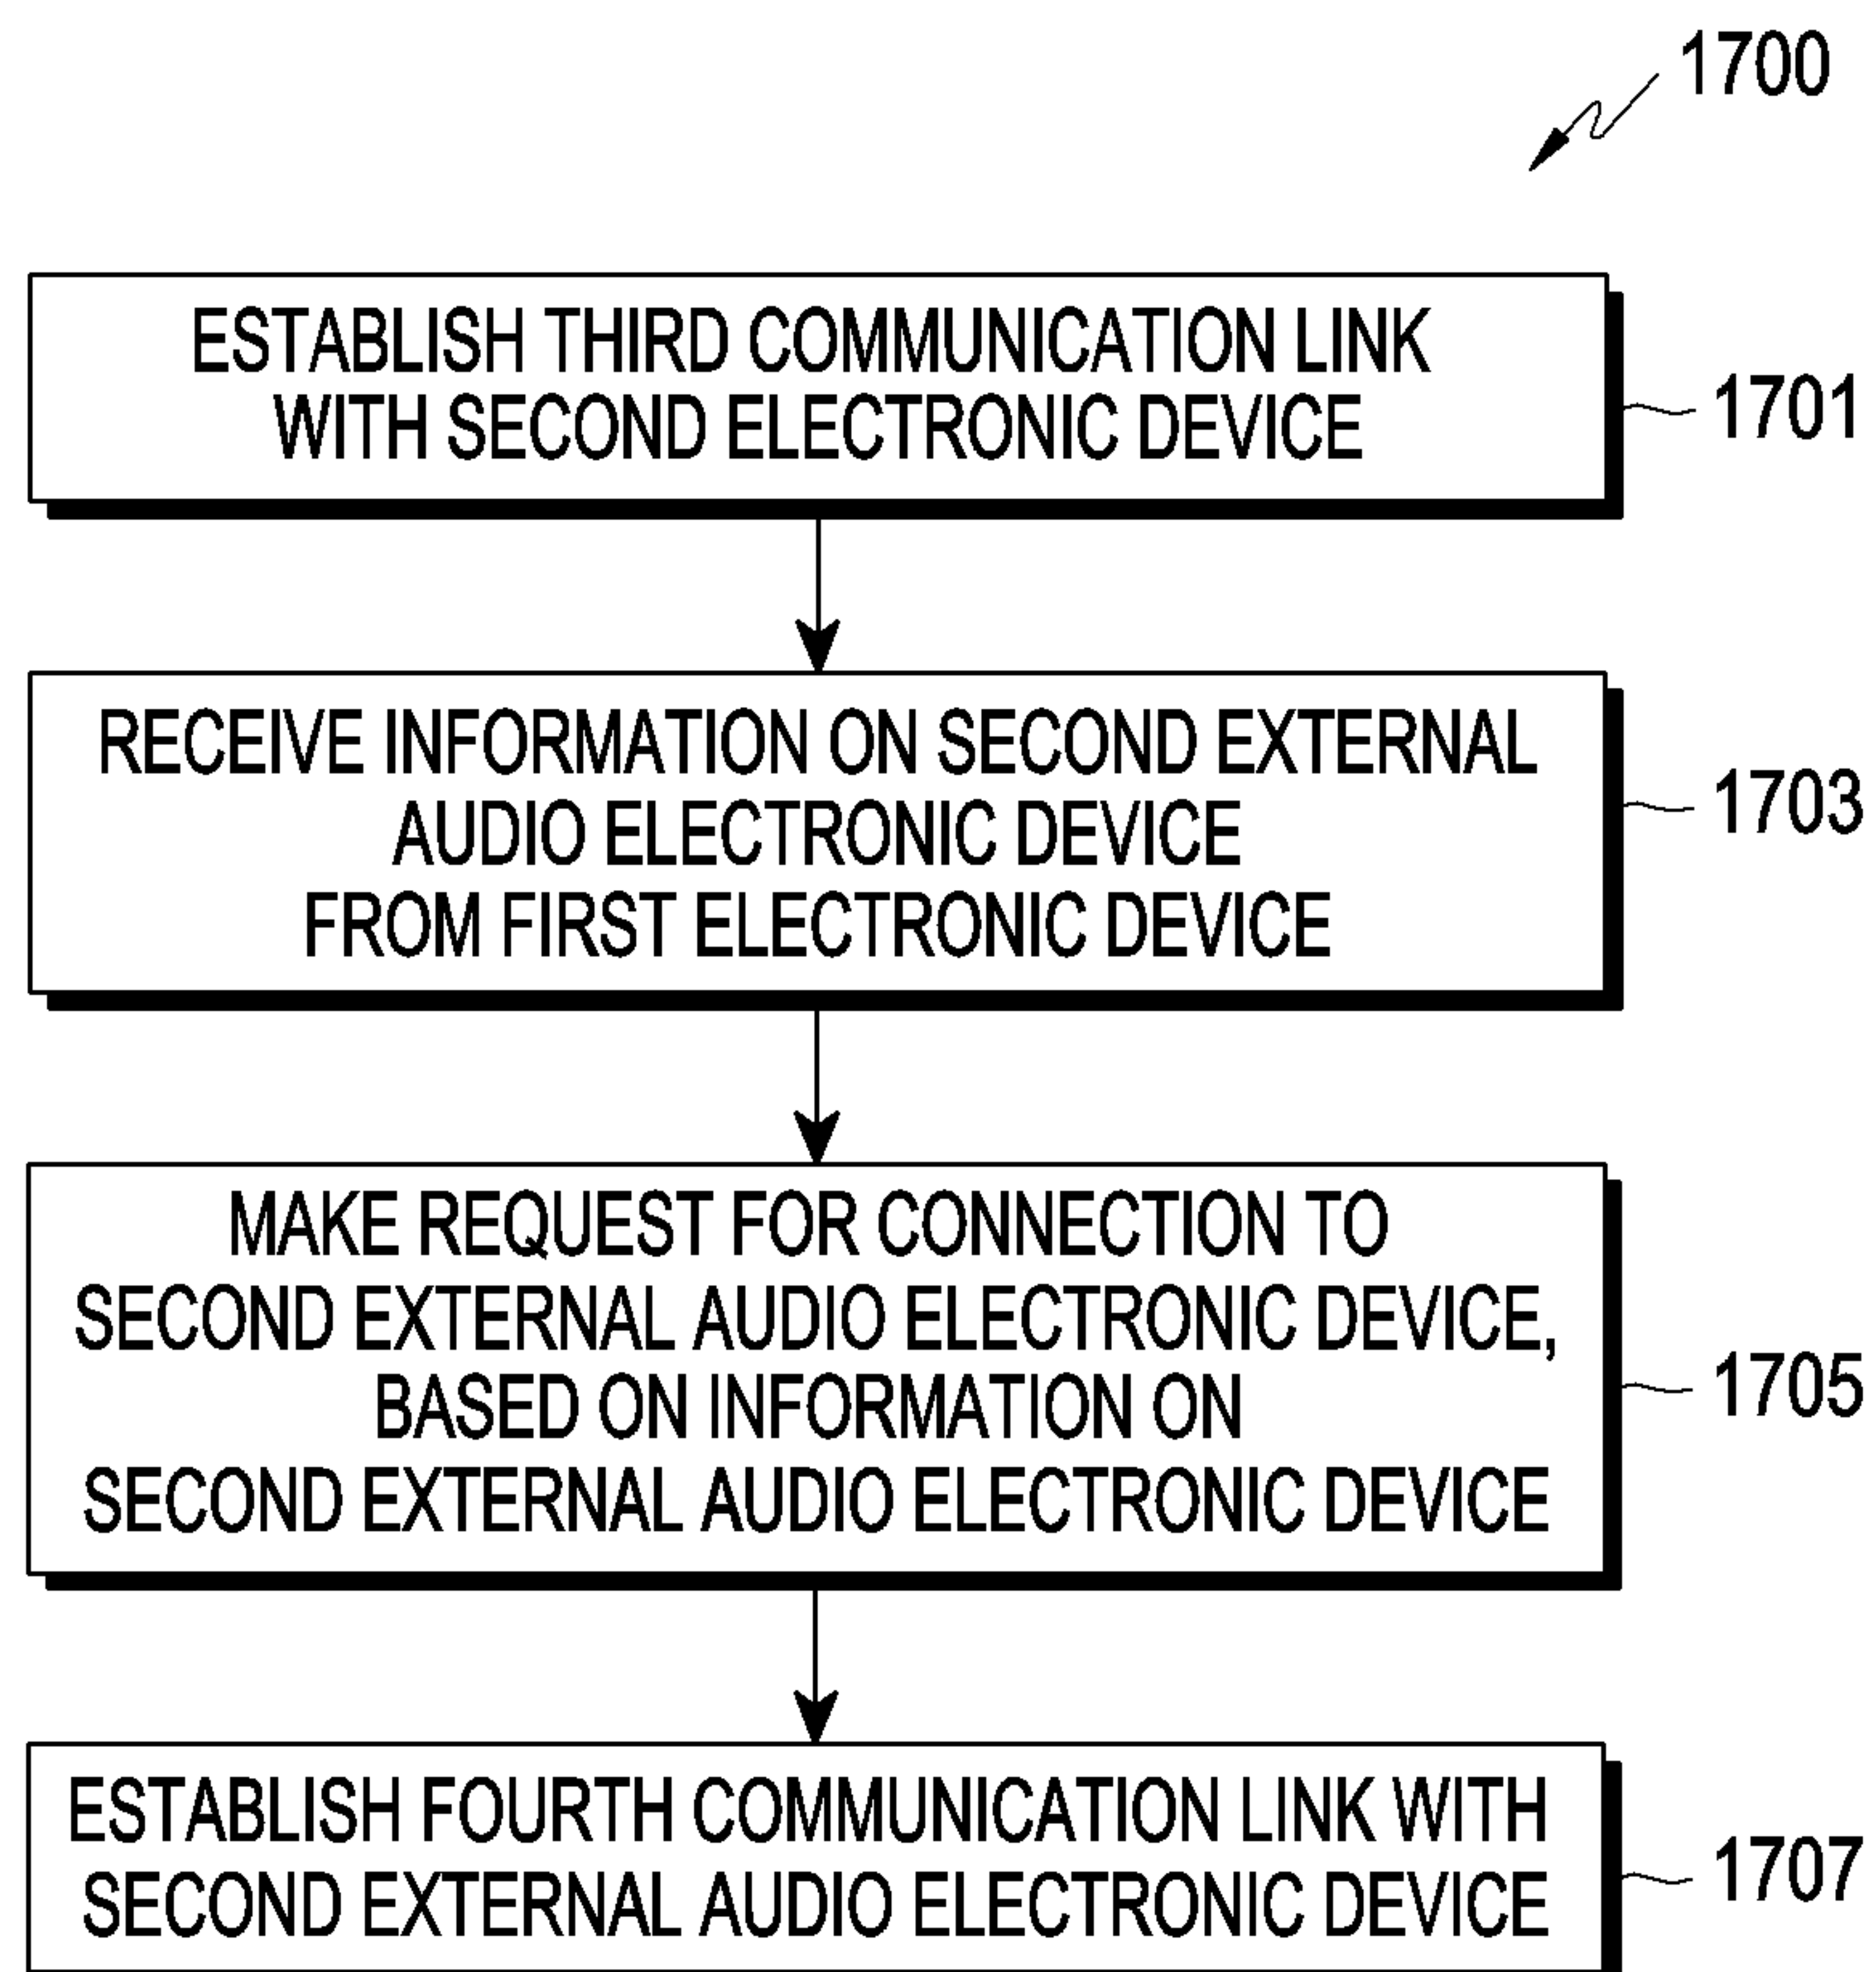 1700
ESTABLISH THIRD COMMUNICATION LINK
WITH SECOND ELECTRONIC DEVICE
1701
RECEIVE INFORMATION ON SECOND EXTERNAL
AUDIO ELECTRONIC DEVICE
FROM FIRST ELECTRONIC DEVICE
1703
MAKE REQUEST FOR CONNECTION TO
SECOND EXTERNAL AUDIO ELECTRONIC DEVICE,
BASED ON INFORMATION ON
SECOND EXTERNAL AUDIO ELECTRONIC DEVICE
1705
ESTABLISH FOURTH COMMUNICATION LINK WITH
SECOND EXTERNAL AUDIO ELECTRONIC DEVICE
1707